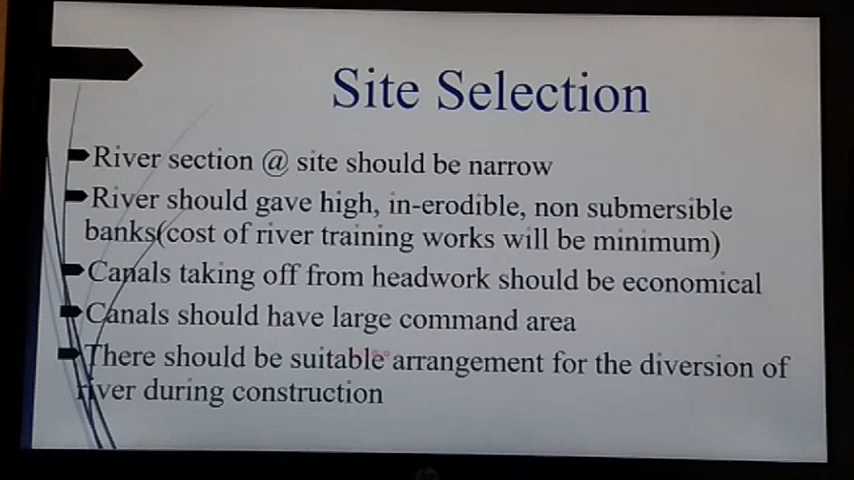 Site Selection
River section @ site should be narrow
River should gave high, in-erodible, non submersible
banks(cost of river training works will be minimum)
Canals taking off from headwork should be economical
Canals should have large command area
There should be suitable arrangement for the diversion of
river during construction